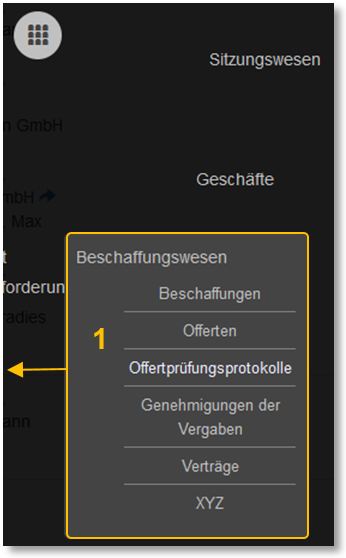 Sitzungswesen
n GmbH
Geschäfte
mbH
. Max
t
forderun
radies
ann
Beschaffungswesen
Beschaffungen
1
Offerten
Offertprüfungsprotokolle
Genehmigungen der
Vergaben
Verträge
XYZ